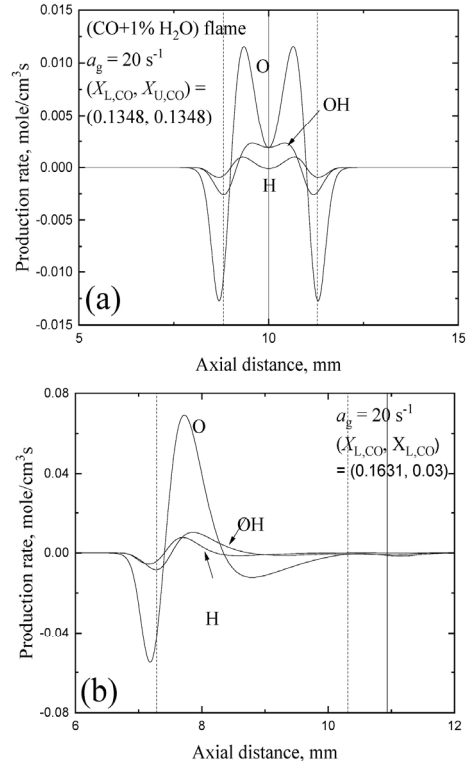 (CO+1% H2O) flame
ag = 20 s-1
(XL,CO, XU,CO) =
(0.1348, 0.1348)
O
OH
H
0.015
0.010
0.005
0.000
-0.005
-0.010
-0.015
Production rate, mole/cm3s
(a)
5
10
15
Axial distance, mm
ag = 20 s-1
(XL,CO, XL,CO)
= (0.1631, 0.03)
O
OH
H
0.08
0.04
0.00
-0.04
-0.08
Production rate, mole/cm3s
(b)
6
8
10
12
Axial distance, mm